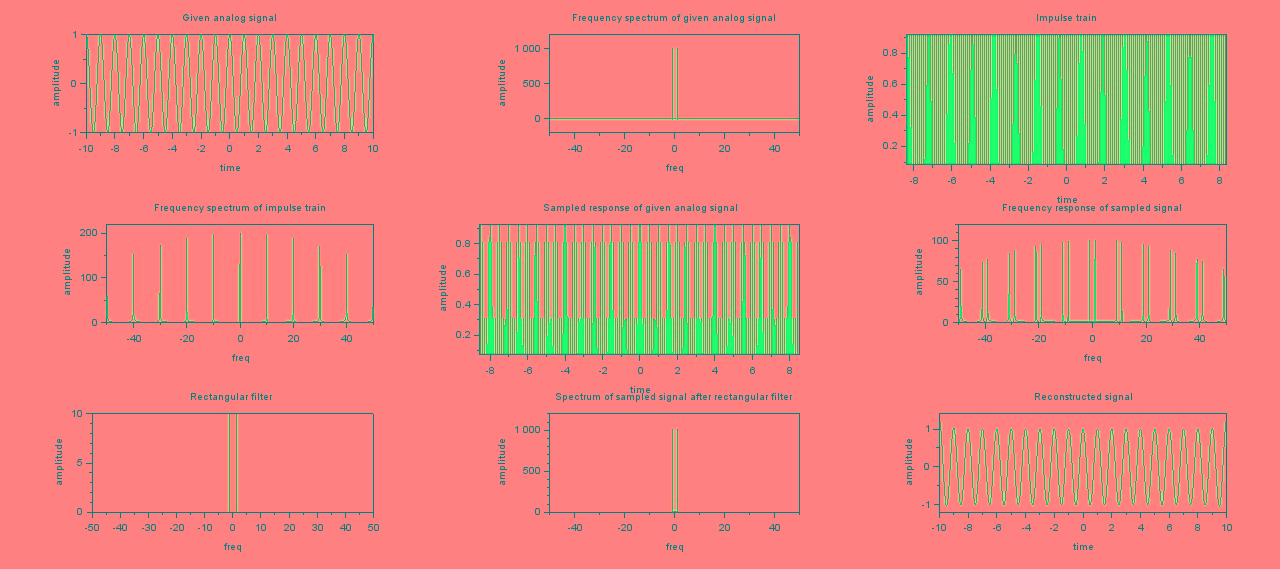 Given analog signal
1
0
-1
amplitude
-10 -8 -6 -4 -2 0 2 4 6 8 10
time
Frequency spectrum of given analog signal
1 000
500
0
amplitude
-40 -20 0 20 40
freq
Impulse train
0.8
0.6
0.4
0.2
amplitude
-8 -6 -4 -2 0 2 4 6 8
time
Frequency spectrum of impulse train
200
100
0
amplitude
-40 -20 0 20 40
freq
Sampled response of given analog signal
0.8
0.6
0.4
0.2
amplitude
-8 -6 -4 -2 0 2 4 6 8
time
Frequency response of sampled signal
100
50
0
amplitude
-40 -20 0 20 40
freq
Rectangular filter
10
5
0
amplitude
-50 -40 -30 -20 -10 0 10 20 30 40 50
freq
Spectrum of sampled signal after rectangular filter
1 000
500
0
amplitude
-40 -20 0 20 40
freq
Reconstructed signal
1
0
-1
amplitude
-10 -8 -6 -4 -2 0 2 4 6 8 10
time